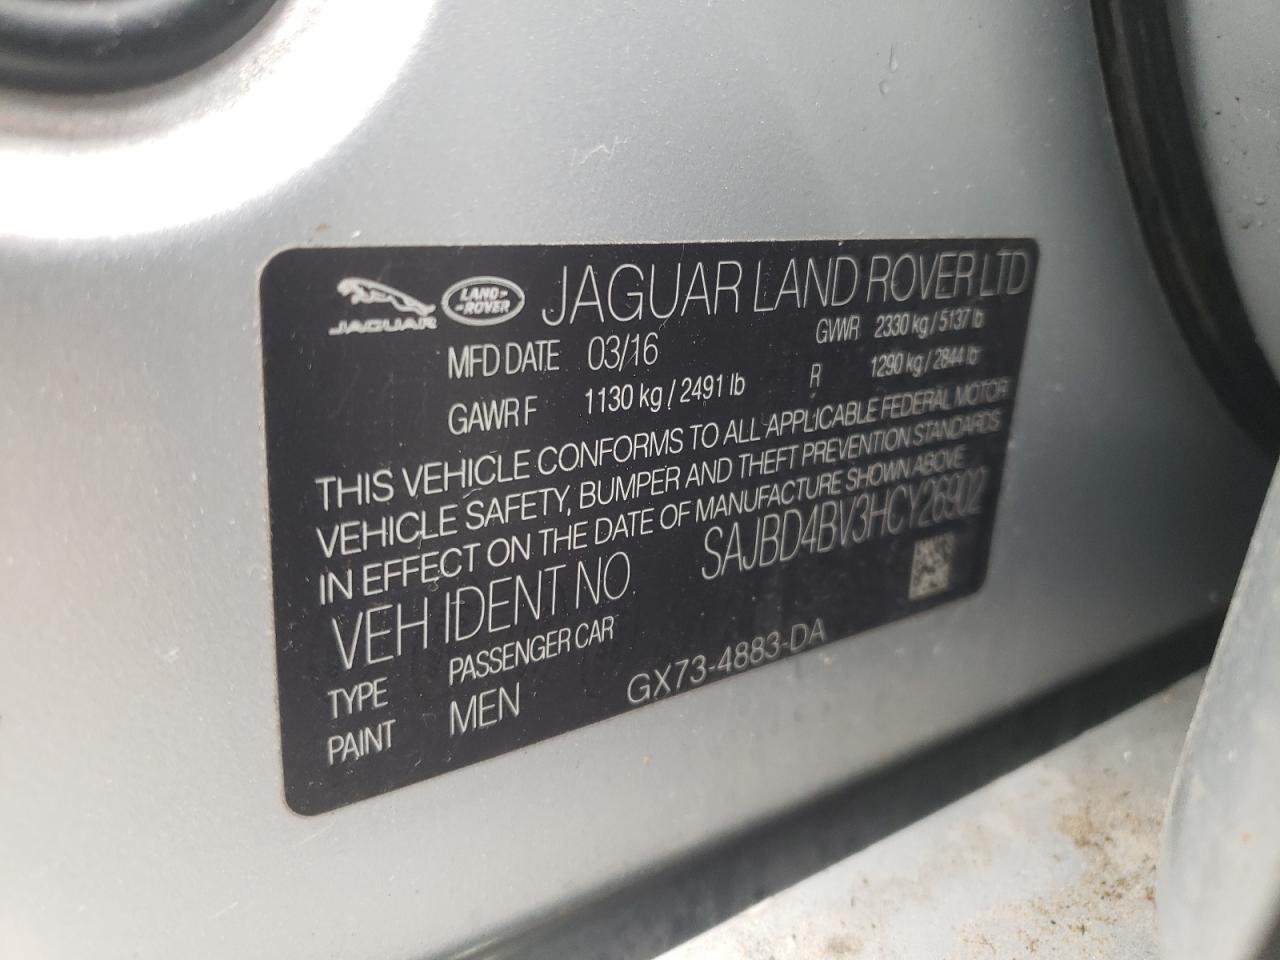 JAGUAR LAND-ROVER JAGUAR LAND ROVER LTD
MFD DATE 03/16 GVWR 2330 kg / 5137 lb
GAWR F 1130 kg / 2491 lb R 1290 kg / 2844 lb
THIS VEHICLE CONFORMS TO ALL APPLICABLE FEDERAL MOTOR
VEHICLE SAFETY, BUMPER AND THEFT PREVENTION STANDARDS
IN EFFECT ON THE DATE OF MANUFACTURE SHOWN ABOVE
VEH IDENT NO. SAJBD4BV3HCY26902
TYPE PASSENGER CAR
PAINT MEN GX73-4883-DA